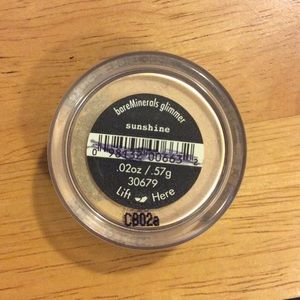 bareMinerals glimmer
sunshine
.02oz/.57g
30679
Lift Here
CB02a